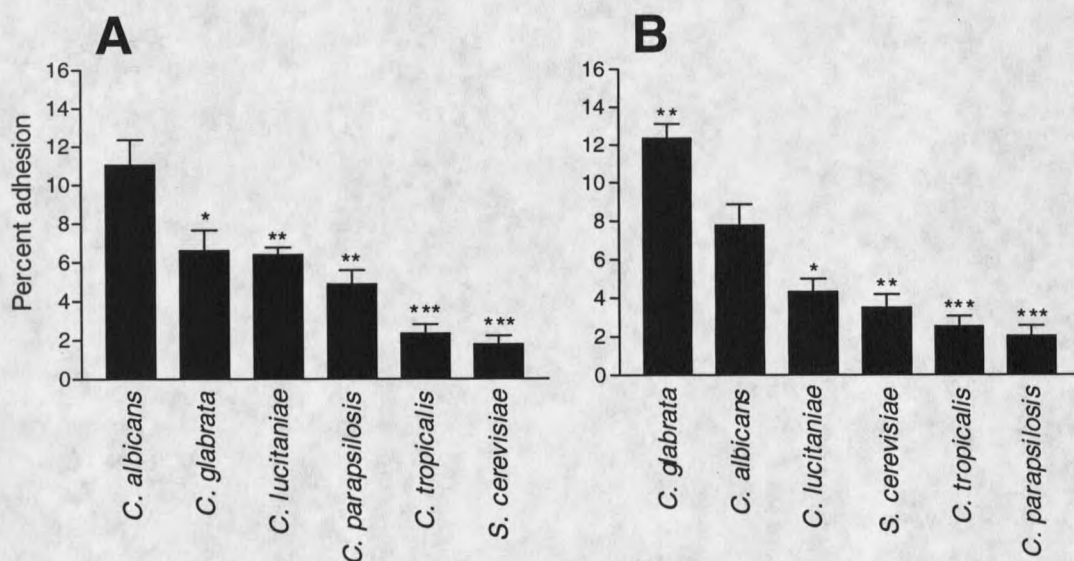 A
Percent adhesion
16
14
12
10
8
6
4
2
0
*
**
**
***
***
C. albicans
C. glabrata
C. lucitaniae
C. parapsilosis
C. tropicalis
S. cerevisiae
B
16
14
12
10
8
6
4
2
0
**
*
**
***
***
C. glabrata
C. albicans
C. lucitaniae
S. cerevisiae
C. tropicalis
C. parapsilosis